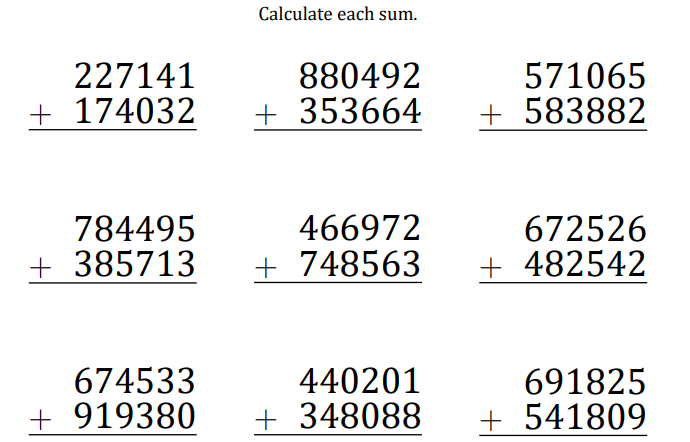 Calculate each sum.
227141 880492 571065
+ 174032 + 353664 + 583882
784495 466972 672526
+ 385713 + 748563 + 482542
674533 440201 691825
+ 919380 + 348088 + 541809